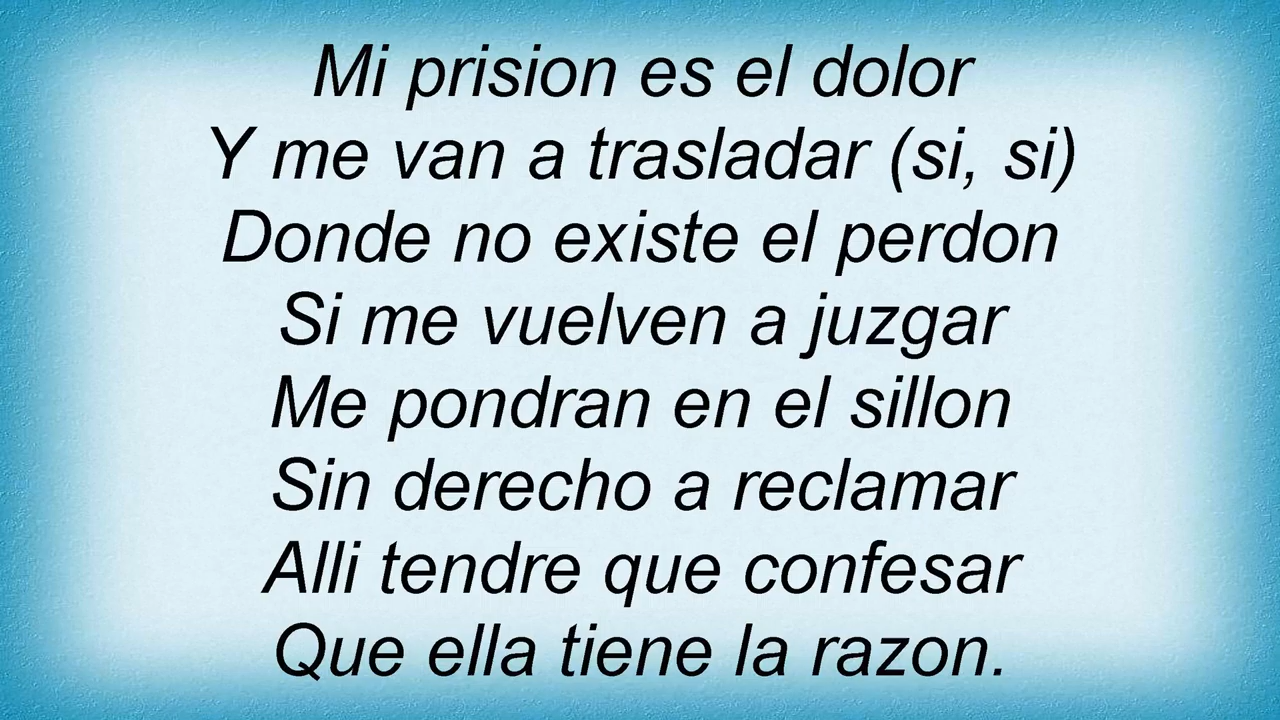 Mi prision es el dolor
Y me van a trasladar (si, si)
Donde no existe el perdon
Si me vuelven a juzgar
Me pondran en el sillon
Sin derecho a reclamar
Alli tendre que confesar
Que ella tiene la razon.